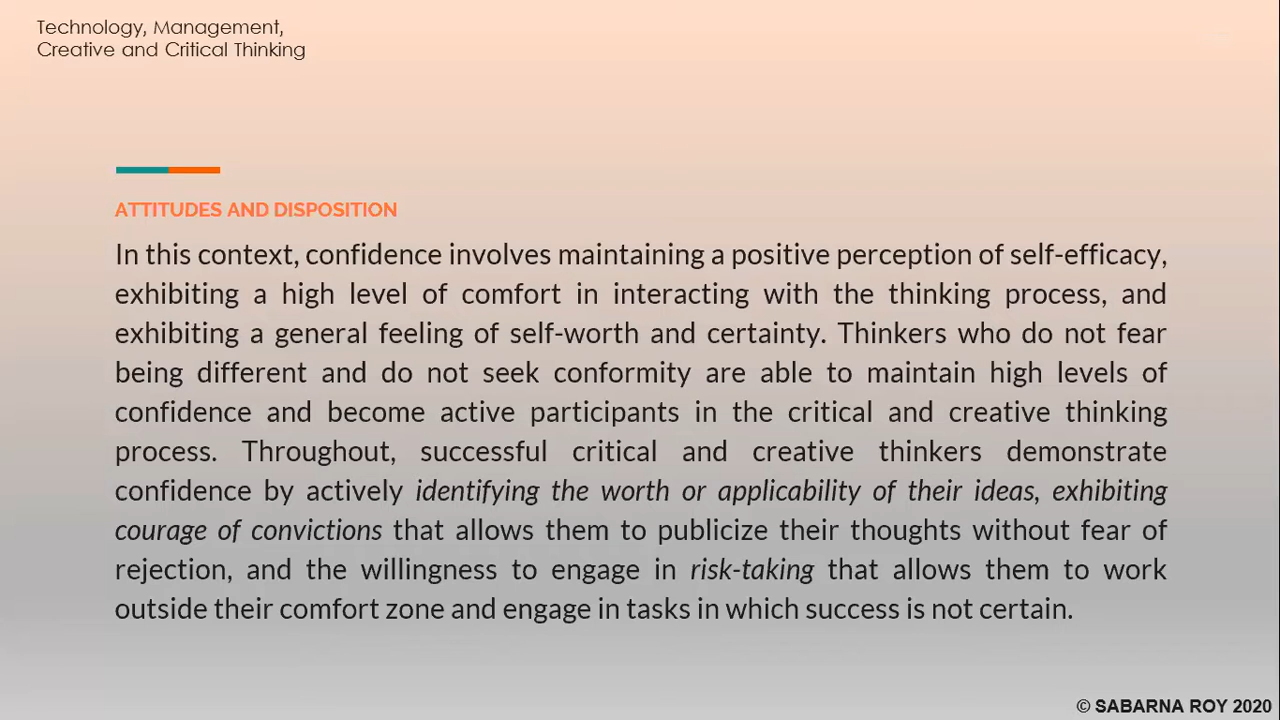 Technology, Management,
Creative and Critical Thinking
ATTITUDES AND DISPOSITION
In this context, confidence involves maintaining a positive perception of self-efficacy,
exhibiting a high level of comfort in interacting with the thinking process, and
exhibiting a general feeling of self-worth and certainty. Thinkers who do not fear
being different and do not seek conformity are able to maintain high levels of
confidence and become active participants in the critical and creative thinking
process. Throughout, successful critical and creative thinkers demonstrate
confidence by actively identifying the worth or applicability of their ideas, exhibiting
courage of convictions that allows them to publicize their thoughts without fear of
rejection, and the willingness to engage in risk-taking that allows them to work
outside their comfort zone and engage in tasks in which success is not certain.
© SABARNA ROY 2020